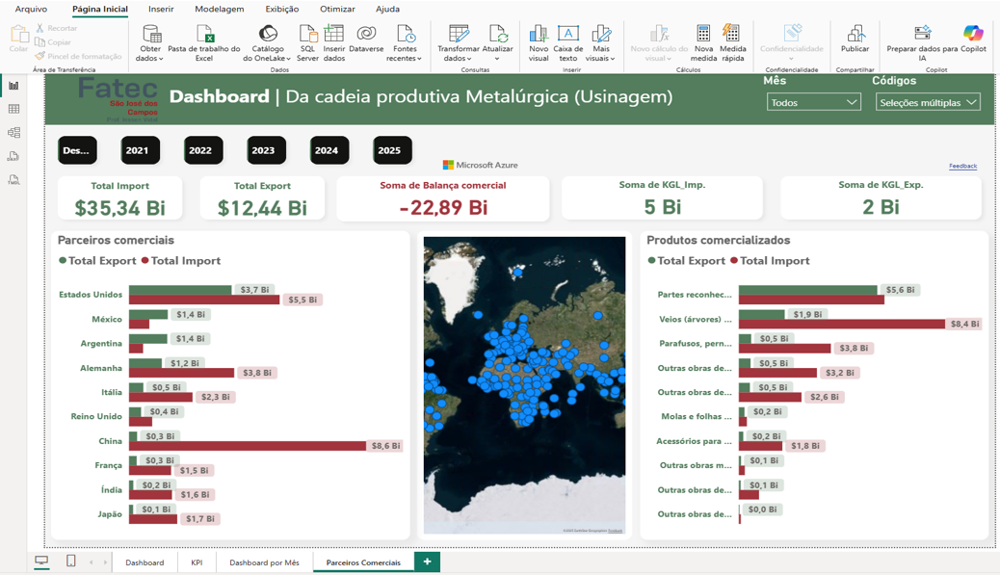 Arquivo Página Inicial Inserir Modelagem Exibição Otimizar Ajuda
Colar
Recortar
Copiar
Pincel de formatação
Área de Transferência
Obter dados
Pasta de trabalho do Excel
Catálogo do OneLake
SQL Server
Inserir dados
Dataverse
Fontes recentes
Dados
Transformar dados
Atualizar
Consultas
Novo visual
Caixa de texto
Mais visuais
Inserir
Novo cálculo do visual
Nova medida
Medida rápida
Cálculos
Confidencialidade
Confidencialidade
Publicar
Compartilhar
Preparar dados para IA
Copilot
Copilot
Fatec
São José dos
Campos
Dashboard | Da cadeia produtiva Metalúrgica (Usinagem)
Mês
Todos
Códigos
Seleções múltiplas
Des... 2021 2022 2023 2024 2025
Microsoft Azure
Feedback
Total Import
$35,34 Bi
Total Export
$12,44 Bi
Soma de Balança comercial
-22,89 Bi
Soma de KGL_Imp.
5 Bi
Soma de KGL_Exp.
2 Bi
Parceiros comerciais
Total Export Total Import
Estados Unidos $3,7 Bi $5,5 Bi
México $1,4 Bi
Argentina $1,4 Bi
Alemanha $1,2 Bi $3,8 Bi
Itália $0,5 Bi $2,3 Bi
Reino Unido $0,4 Bi
China $0,3 Bi $8,6 Bi
França $0,3 Bi $1,5 Bi
Índia $0,2 Bi $1,6 Bi
Japão $0,1 Bi $1,7 Bi
Produtos comercializados
Total Export Total Import
Partes reconhec... $5,6 Bi
Veios (árvores) ... $1,9 Bi $8,4 Bi
Parafusos, pern... $0,5 Bi $3,8 Bi
Outras obras de... $0,5 Bi $3,2 Bi
Outras obras de... $0,5 Bi $2,6 Bi
Molas e folhas ... $0,2 Bi
Acessórios para ... $0,2 Bi $1,8 Bi
Outras obras m... $0,1 Bi
Outras obras de... $0,1 Bi
Outras obras de... $0,0 Bi
Dashboard KPI Dashboard por Mês Parceiros Comerciais +